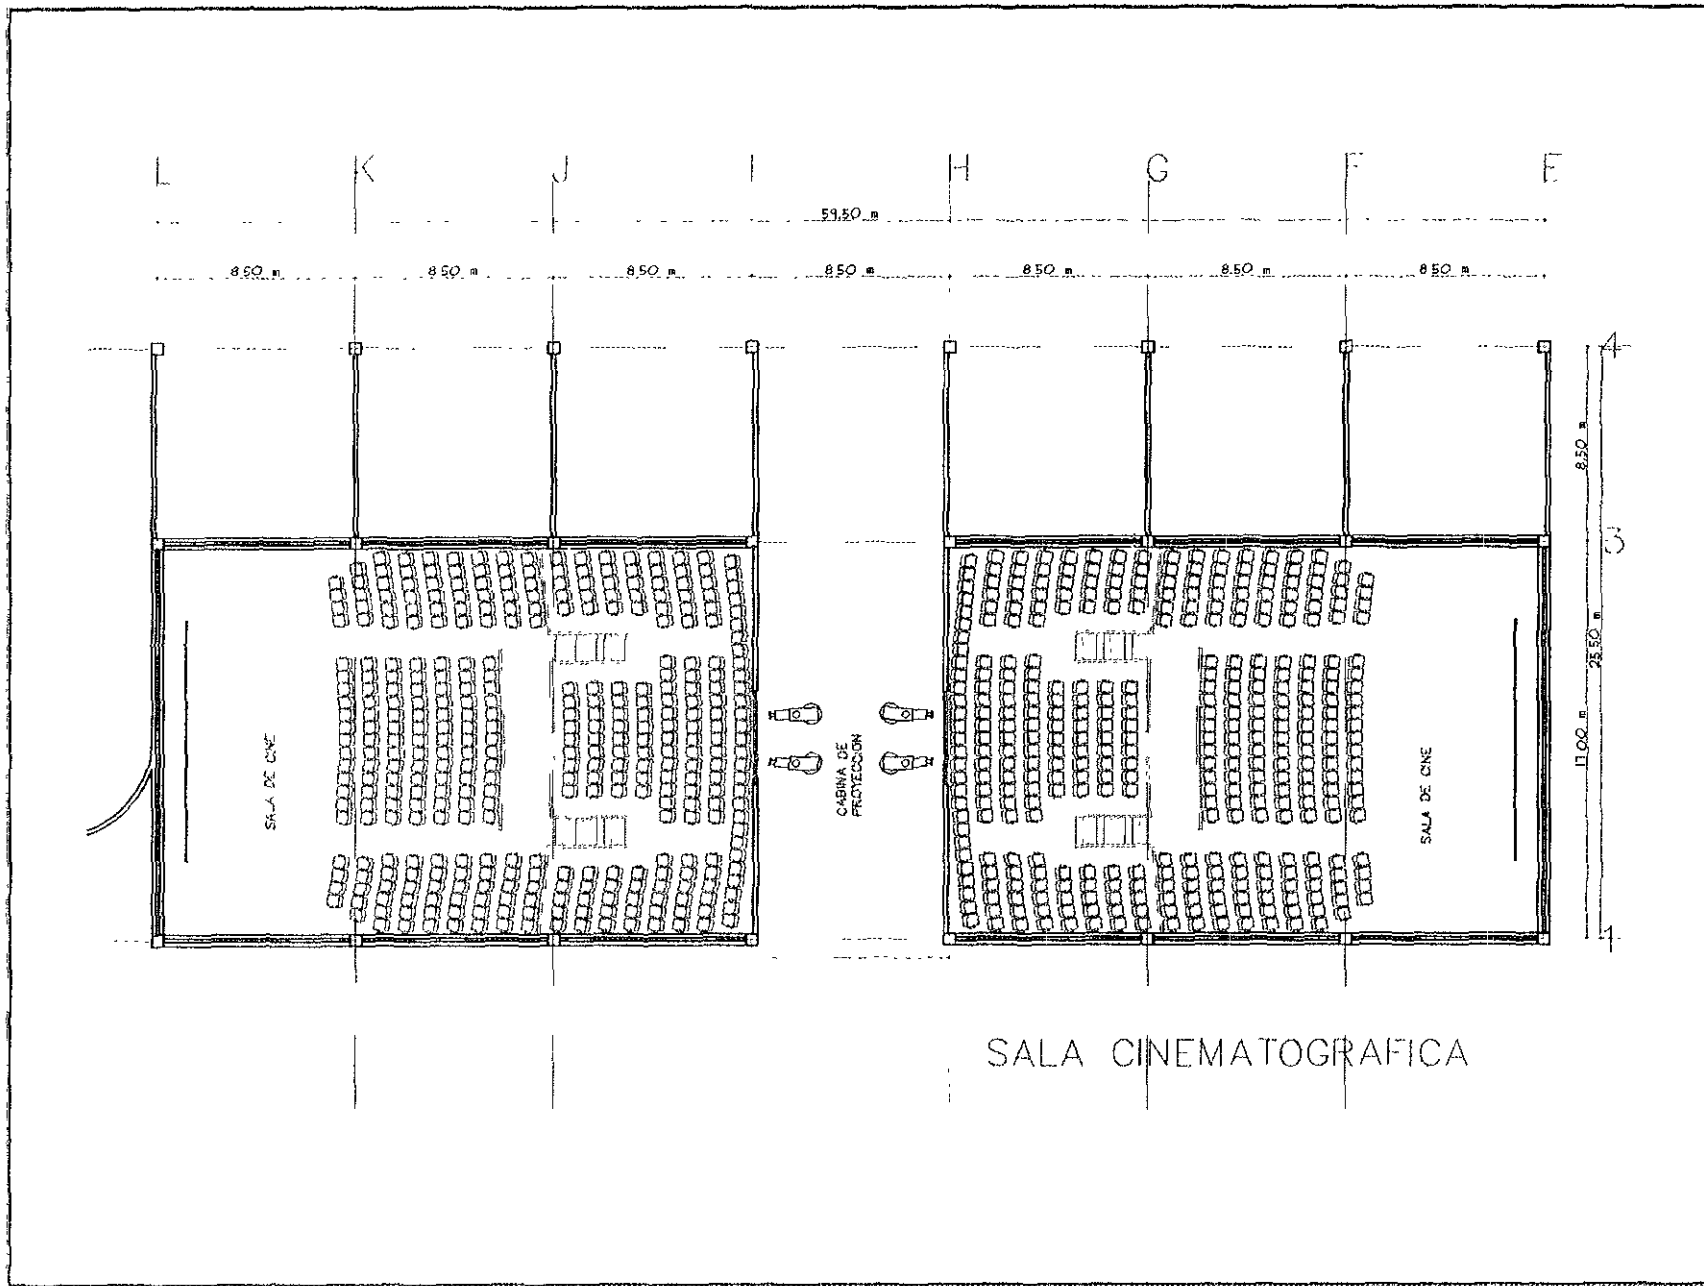 L K J I H G F E
59.50 m
8.50 m 8.50 m 8.50 m 8.50 m 8.50 m 8.50 m 8.50 m
4
8.50 m
3
25.50 m
17.00 m
1
SALA DE CINE
CABINA DE
PROYECCION
SALA DE CINE
SALA CINEMATOGRAFICA